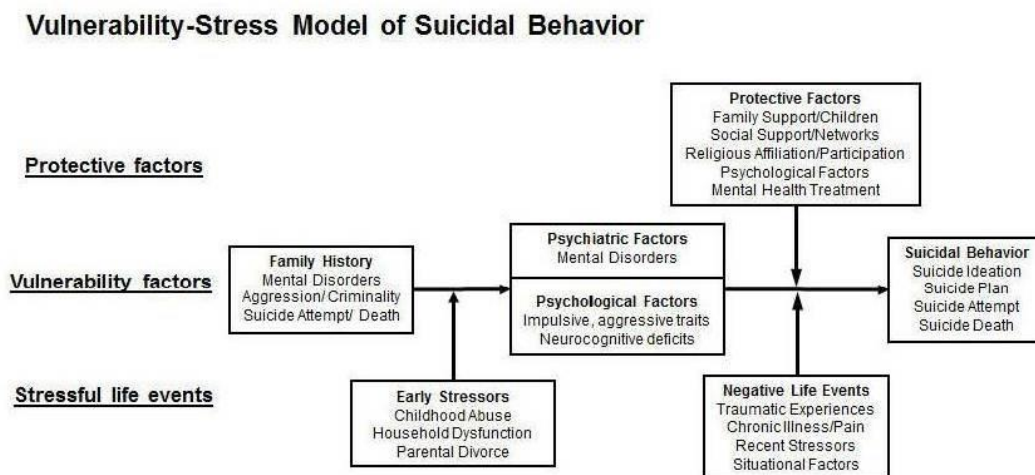 Vulnerability-Stress Model of Suicidal Behavior
Protective Factors
Family Support/Children
Social Support/Networks
Religious Affiliation/Participation
Psychological Factors
Mental Health Treatment
Protective factors
Psychiatric Factors
Mental Disorders
Family History
Mental Disorders
Aggression/ Criminality
Suicide Attempt/ Death
Vulnerability factors
Psychological Factors
Impulsive, aggressive traits
Neurocognitive deficits
Suicidal Behavior
Suicide Ideation
Suicide Plan
Suicide Attempt
Suicide Death
Stressful life events
Early Stressors
Childhood Abuse
Household Dysfunction
Parental Divorce
Negative Life Events
Traumatic Experiences
Chronic Illness/Pain
Recent Stressors
Situational Factors